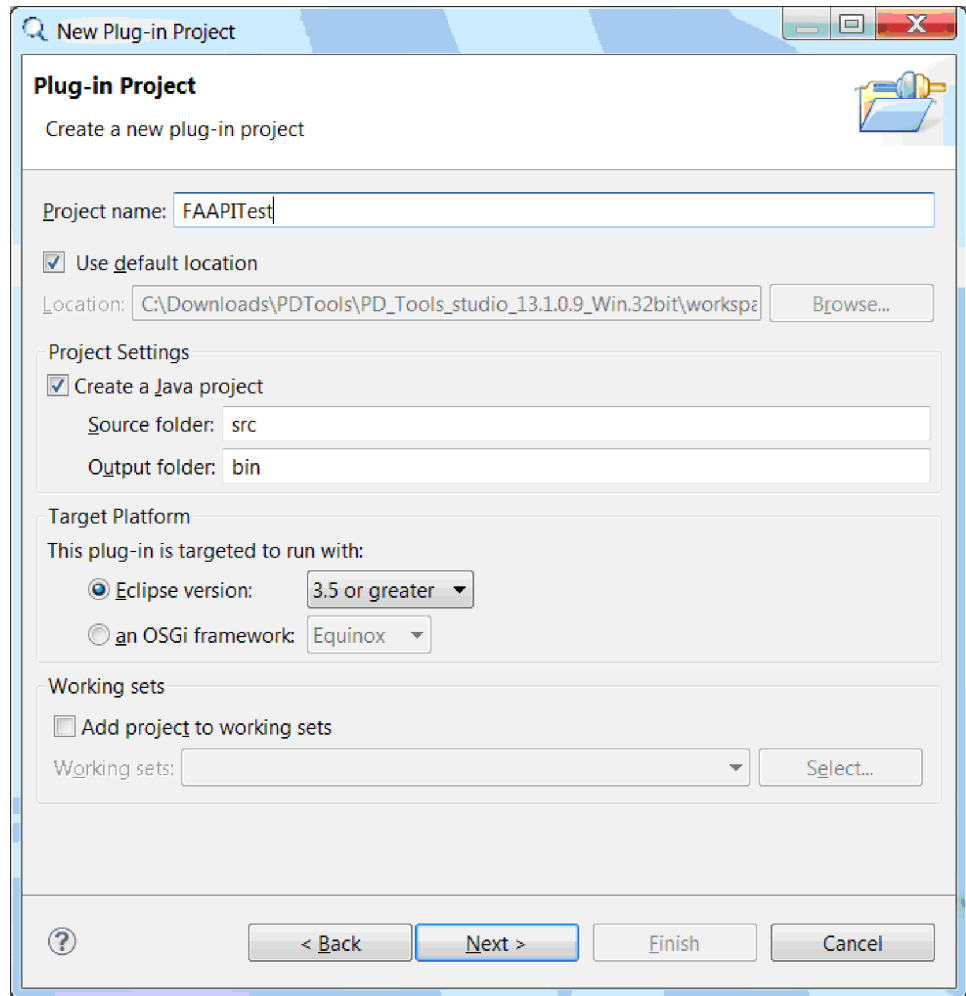 New Plug-in Project
Plug-in Project
Create a new plug-in project
Project name: FAAPITest
Use default location
Location: C:\Downloads\PDTools\PD_Tools_studio_13.1.0.9_Win.32bit\workspa Browse...
Project Settings
Create a Java project
Source folder: src
Output folder: bin
Target Platform
This plug-in is targeted to run with:
Eclipse version: 3.5 or greater
an OSGi framework: Equinox
Working sets
Add project to working sets
Working sets: Select...
? < Back Next > Finish Cancel